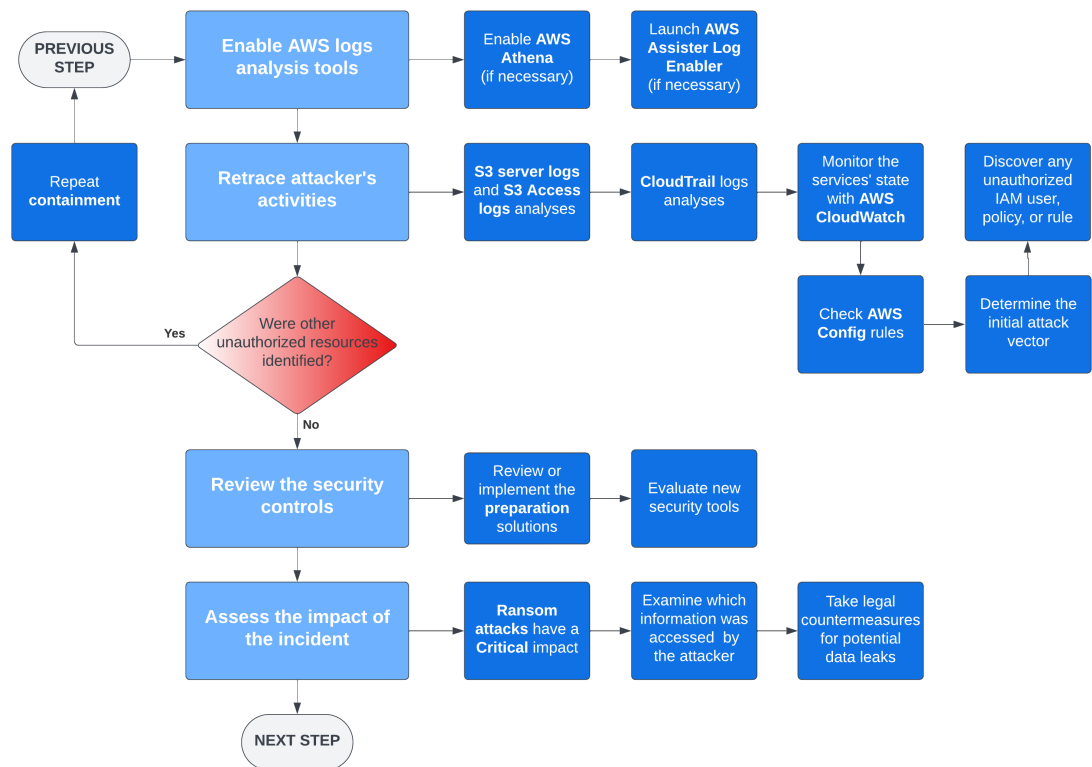 PREVIOUS
STEP
Enable AWS logs
analysis tools
Enable AWS
Athena
(if necessary)
Launch AWS
Assister Log
Enabler
(if necessary)
Repeat
containment
Retrace attacker's
activities
S3 server logs
and S3 Access
logs analyses
CloudTrail logs
analyses
Monitor the
services' state
with AWS
CloudWatch
Discover any
unauthorized
IAM user,
policy, or rule
Check AWS
Config rules
Determine the
initial attack
vector
Were other
unauthorized resources
identified?
Yes
No
Review the security
controls
Review or
implement the
preparation
solutions
Evaluate new
security tools
Assess the impact of
the incident
Ransom
attacks have a
Critical impact
Examine which
information was
accessed by
the attacker
Take legal
countermeasures
for potential
data leaks
NEXT STEP